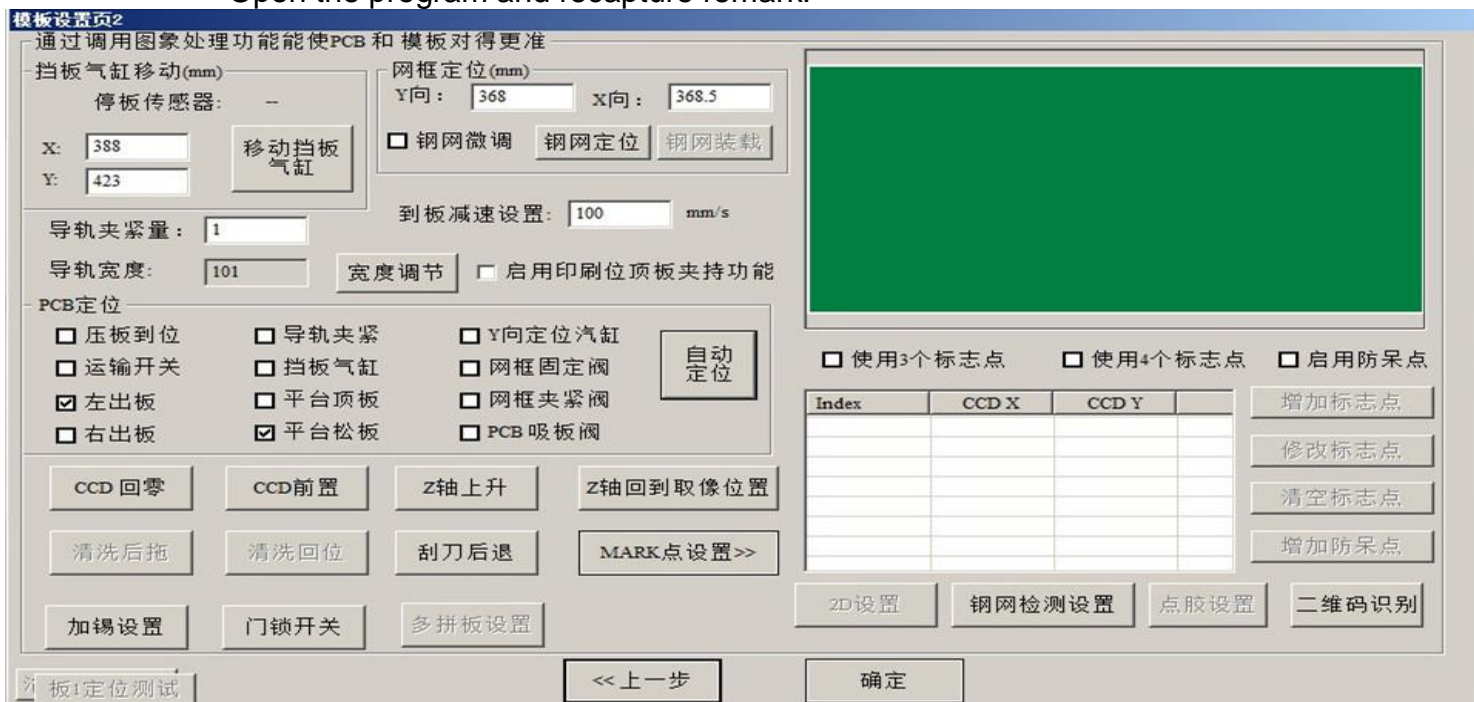 Open the program and recapture remark.
模板设置页2
通过调用图象处理功能能使PCB 和 模板对得更准
挡板气缸移动(mm)
停板传感器: --
X: 388
Y: 423
移动挡板
气缸
网框定位(mm)
Y向: 368 X向: 368.5
钢网微调 钢网定位 钢网装载
到板减速设置: 100 mm/s
导轨夹紧量: 1
导轨宽度: 101 宽度调节 启用印刷位顶板夹持功能
PCB定位
压板到位 导轨夹紧 Y向定位汽缸
运输开关 挡板气缸 网框固定阀
左出板 平台顶板 网框夹紧阀
右出板 平台松板 PCB 吸板阀
自动
定位
CCD 回零 CCD前置 Z轴上升 Z轴回到取像位置
清洗后拖 清洗回位 刮刀后退 MARK点设置>>
加锡设置 门锁开关 多拼板设置
使用3个标志点 使用4个标志点 启用防呆点
Index CCD X CCD Y
增加标志点
修改标志点
清空标志点
增加防呆点
2D设置 钢网检测设置 点胶设置 二维码识别
板1定位测试 <<上一步 确定